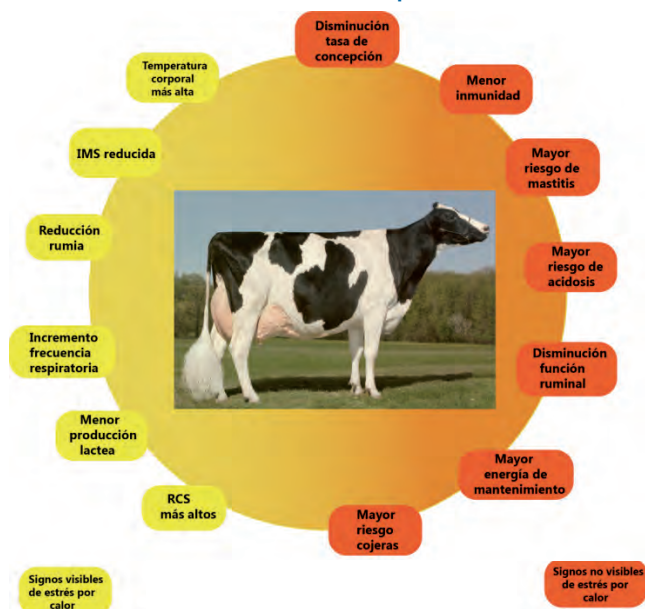 Disminución
tasa de
concepción
Temperatura
corporal
más alta
Menor
inmunidad
IMS reducida
Mayor
riesgo de
mastitis
Reducción
rumia
Mayor
riesgo de
acidosis
Incremento
frecuencia
respiratoria
Disminución
función
ruminal
Menor
producción
lactea
Mayor
energía de
mantenimiento
RCS
más altos
Mayor
riesgo
cojeras
Signos visibles
de estrés por
calor
Signos no visibles
de estrés por
calor